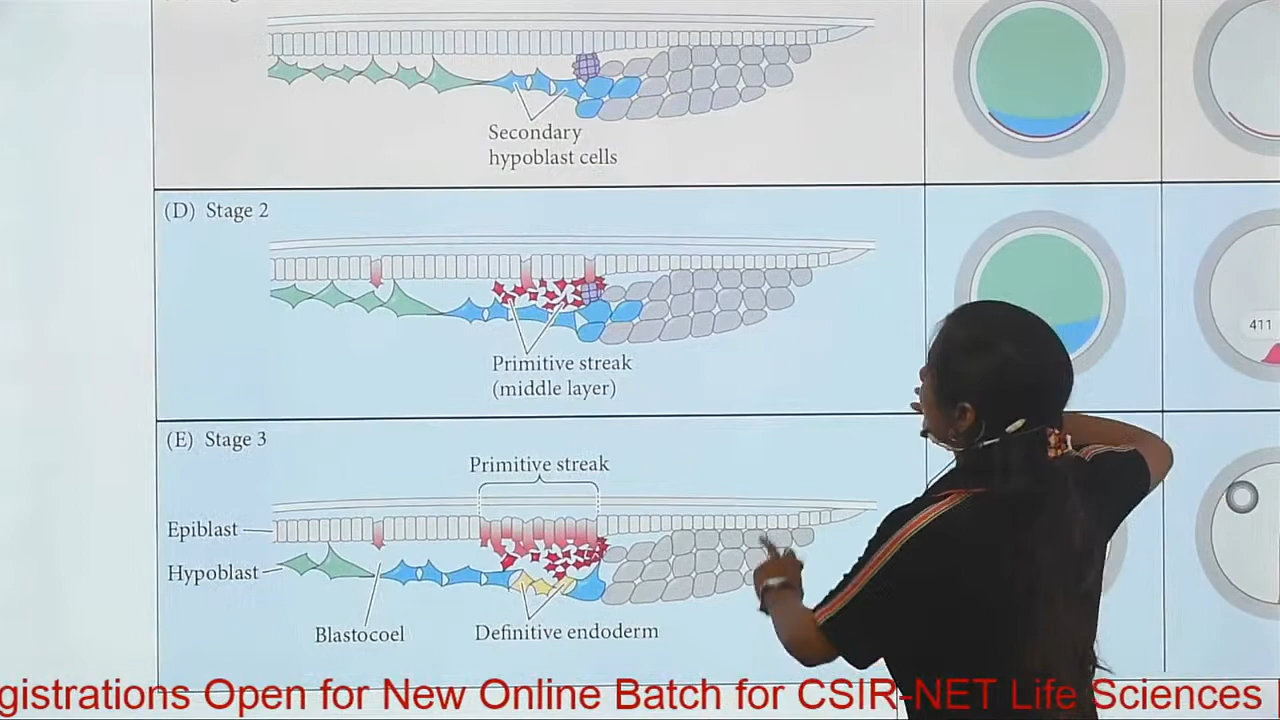 Secondary
hypoblast cells
(D) Stage 2
Primitive streak
(middle layer)
411
(E) Stage 3
Primitive streak
Epiblast
Hypoblast
Blastocoel
Definitive endoderm
Open for New Online Batch for CSIR-NET Life Sciences